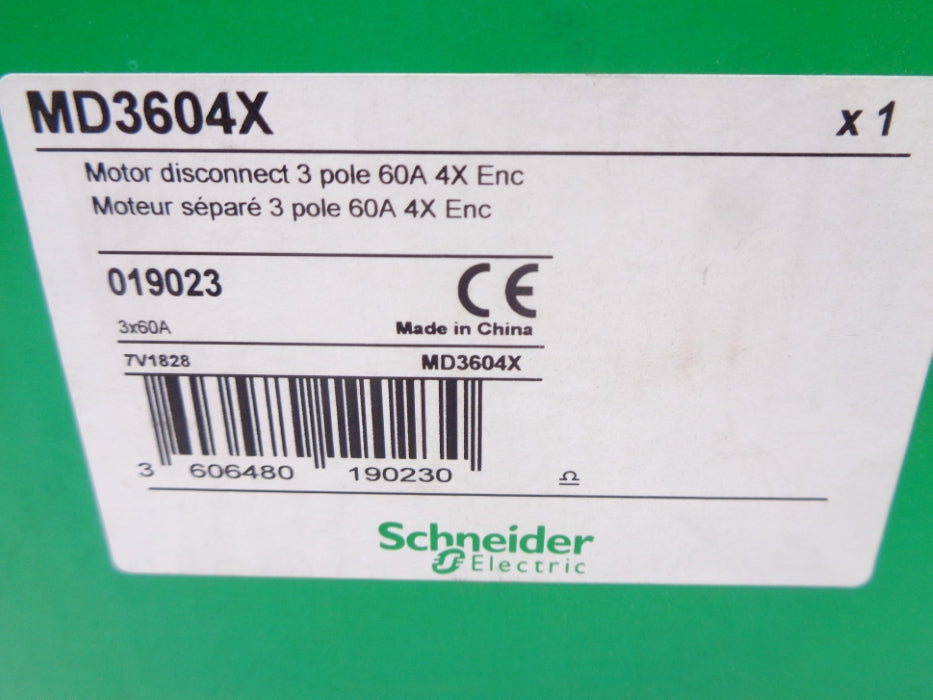 MD3604X x 1
Motor disconnect 3 pole 60A 4X Enc
Moteur séparé 3 pole 60A 4X Enc
019023
CE
3x60A Made in China
7V1828 MD3604X
3 606480 190230
Ω
Schneider
Electric